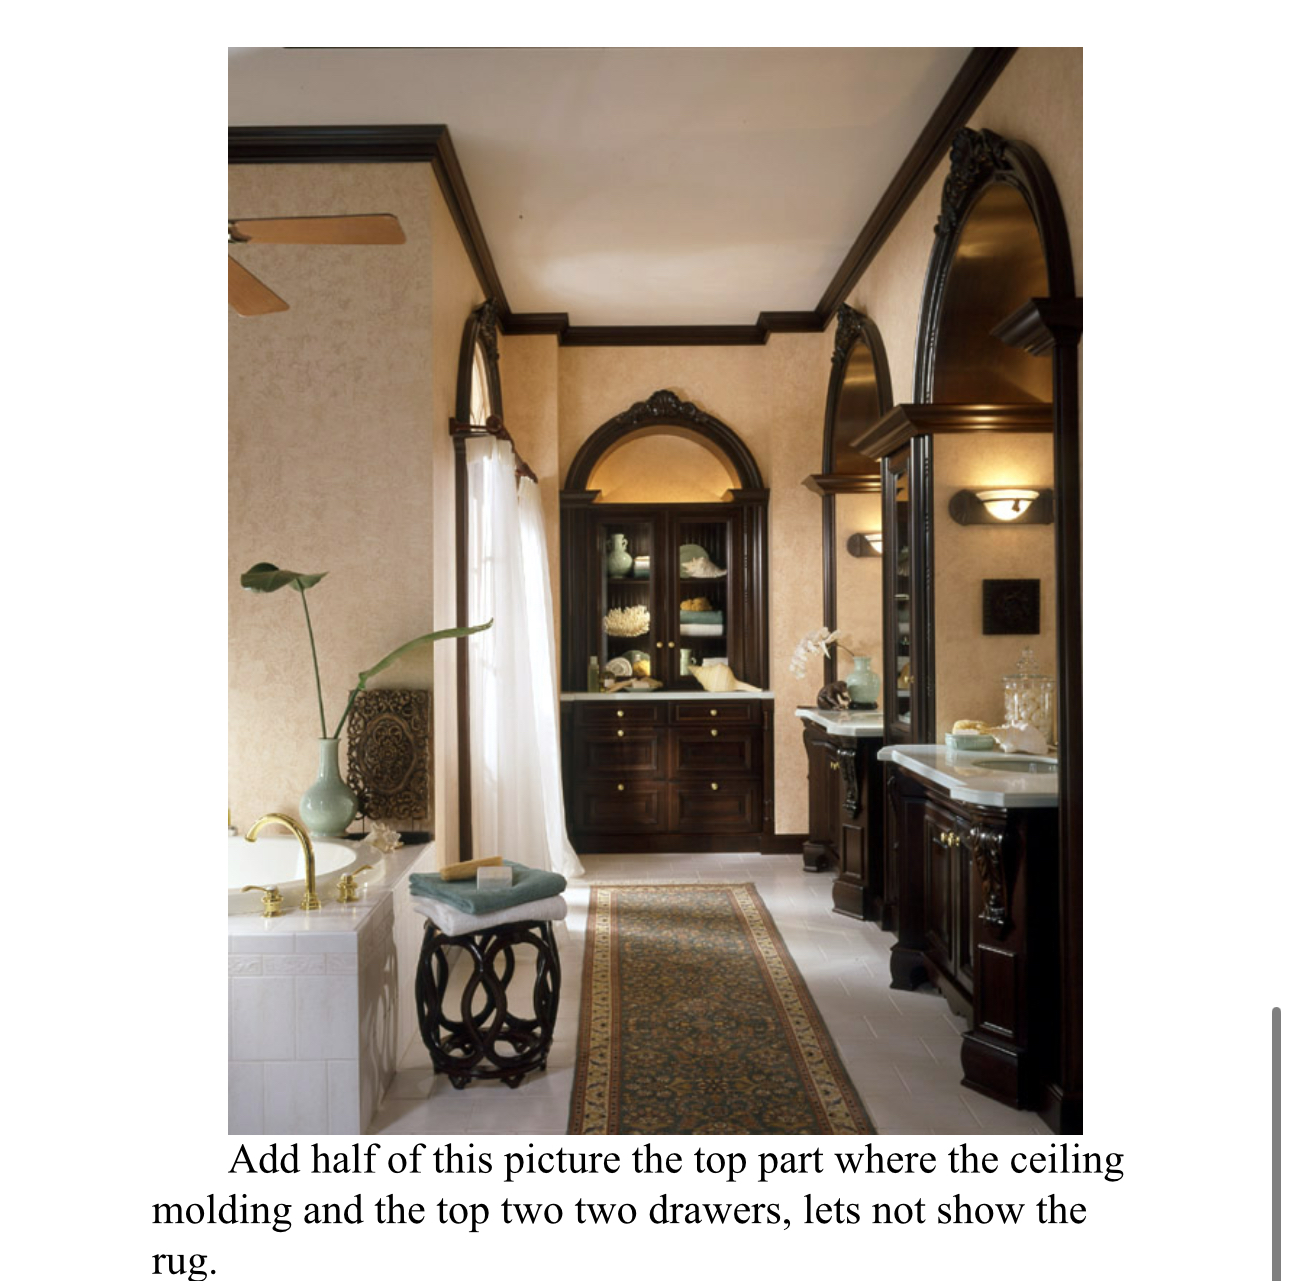 Add half of this picture the top part where the ceiling
molding and the top two two drawers, lets not show the
rug.